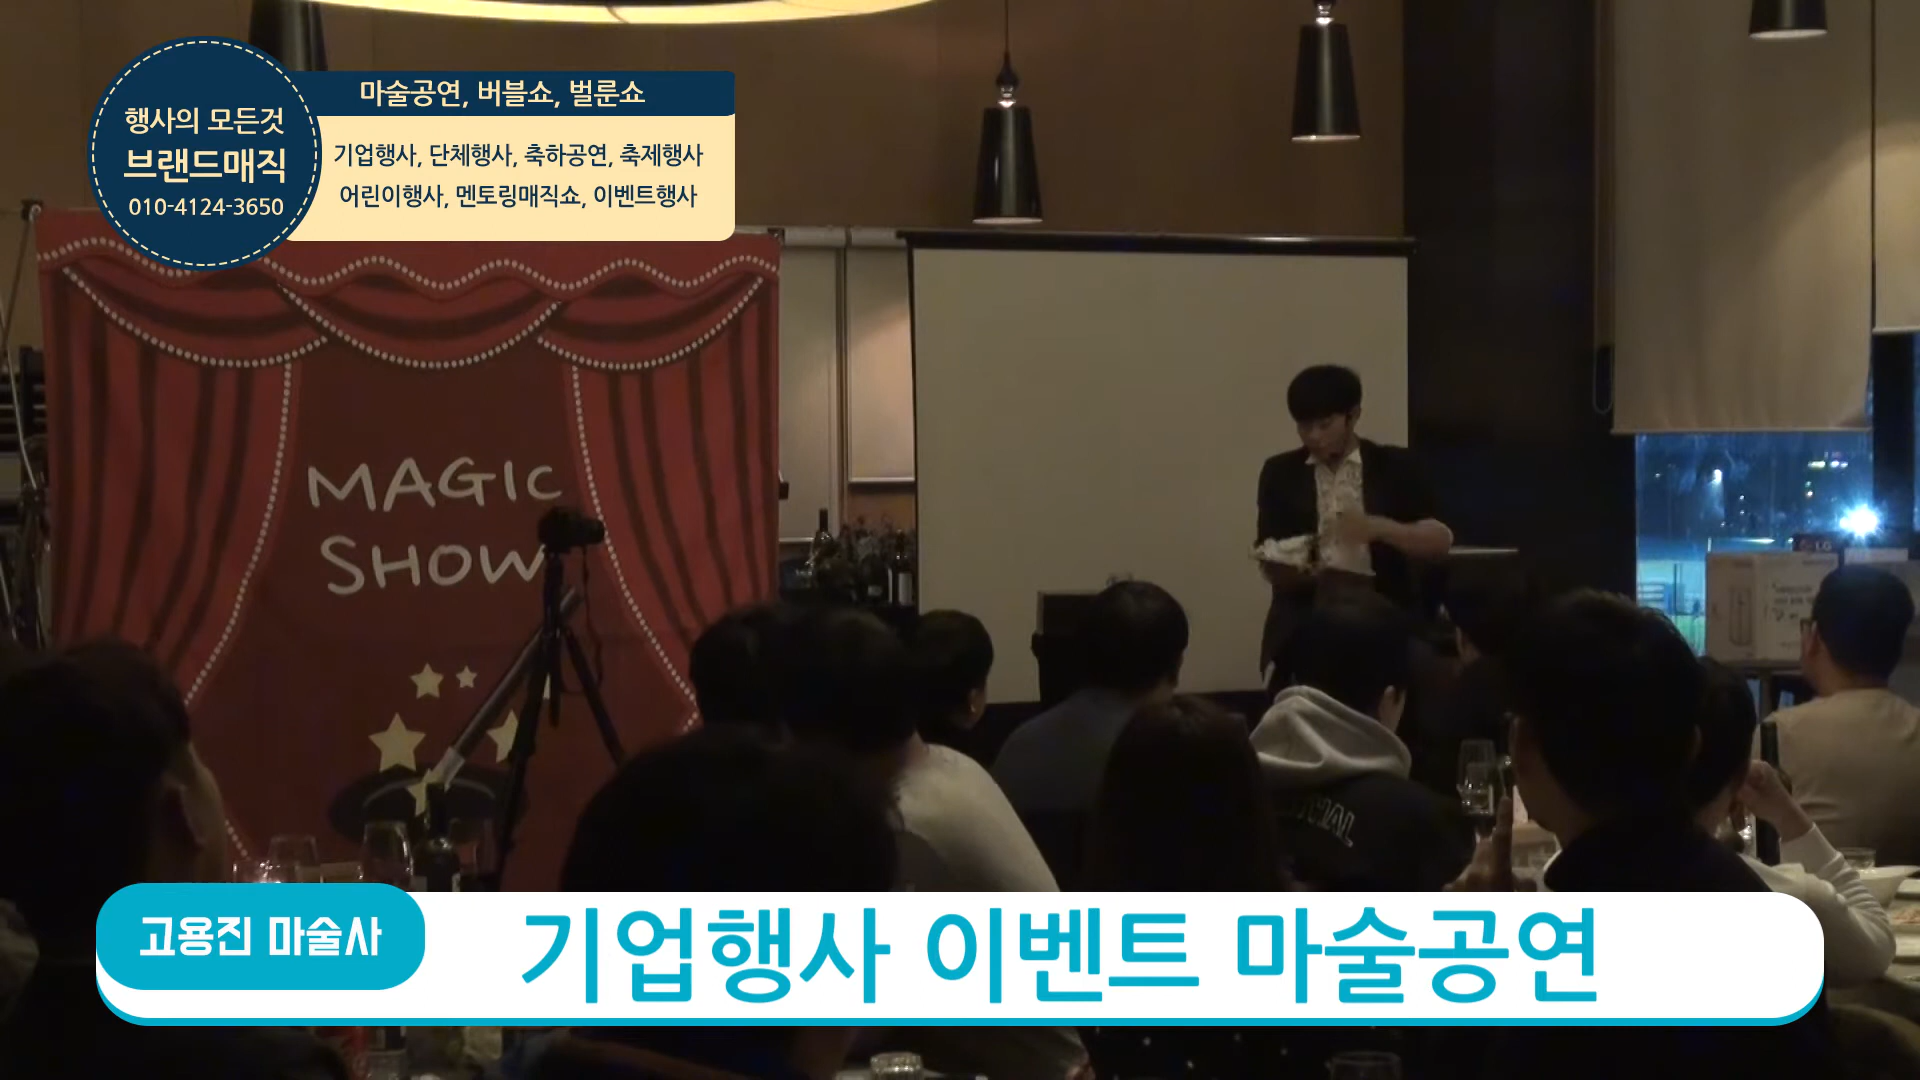 행사의 모든것
브랜드매직
010-4124-3650
마술공연, 버블쇼, 벌룬쇼
기업행사, 단체행사, 축하공연, 축제행사
어린이행사, 멘토링매직쇼, 이벤트행사
MAGIC
SHOW
LG
고용진 마술사
기업행사 이벤트 마술공연